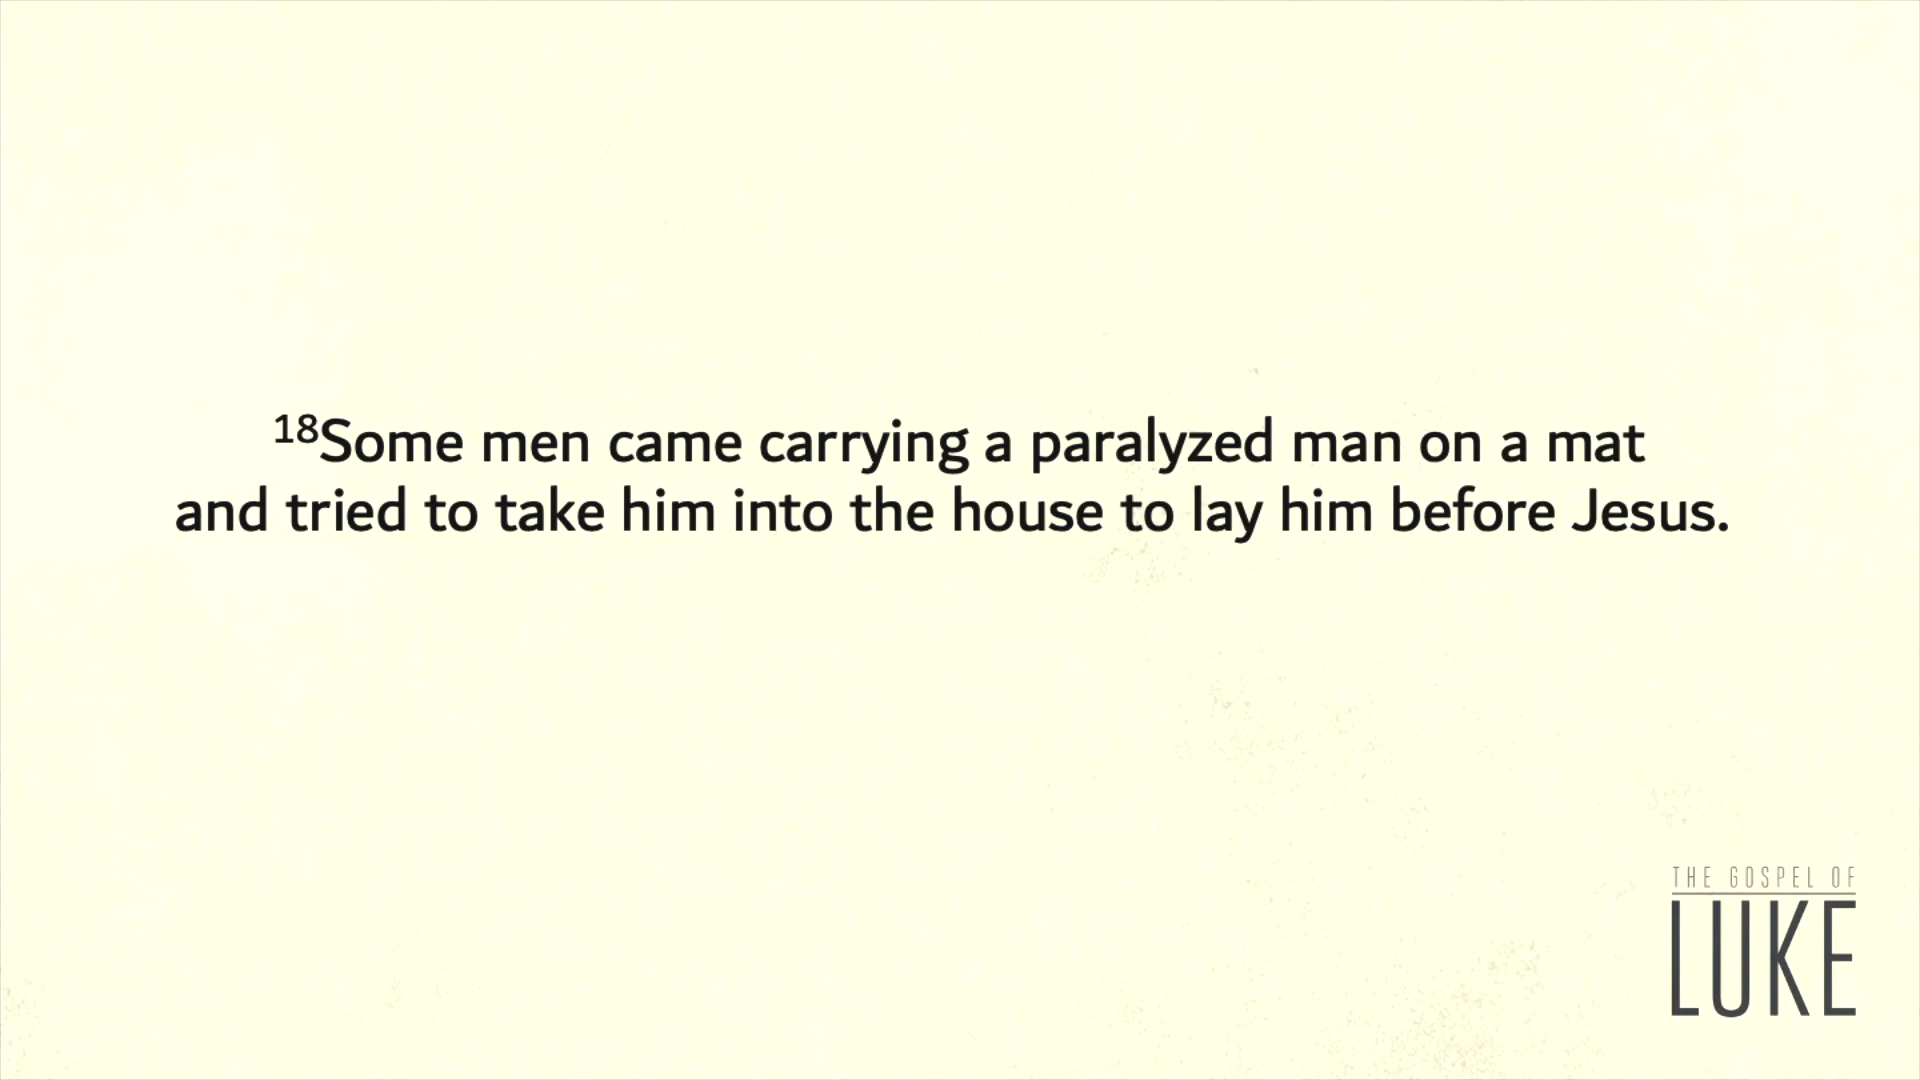 18Some men came carrying a paralyzed man on a mat
and tried to take him into the house to lay him before Jesus.
THE GOSPEL OF
LUKE